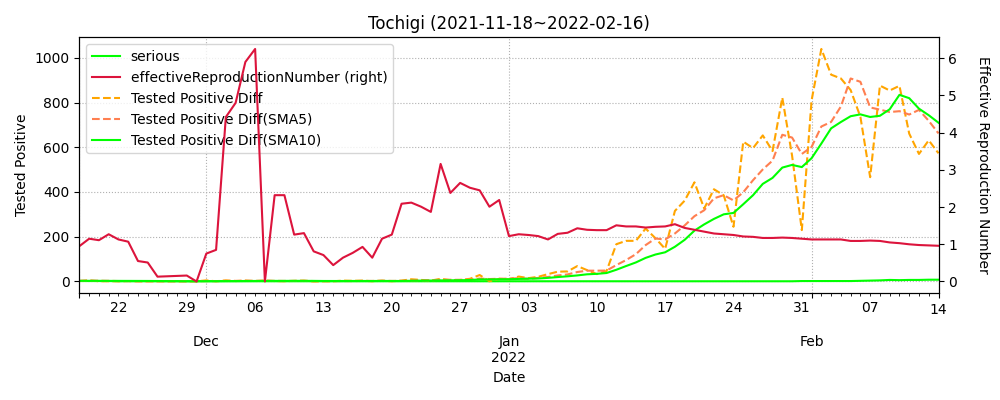 Tochigi (2021-11-18~2022-02-16)
serious
effectiveReproductionNumber (right)
Tested Positive Diff
Tested Positive Diff(SMA5)
Tested Positive Diff(SMA10)
Tested Positive
1000
800
600
400
200
0
Effective Reproduction Number
6
5
4
3
2
1
0
22 29 06 13 20 27 03 10 17 24 31 07 14
Dec Jan Feb
2022
Date